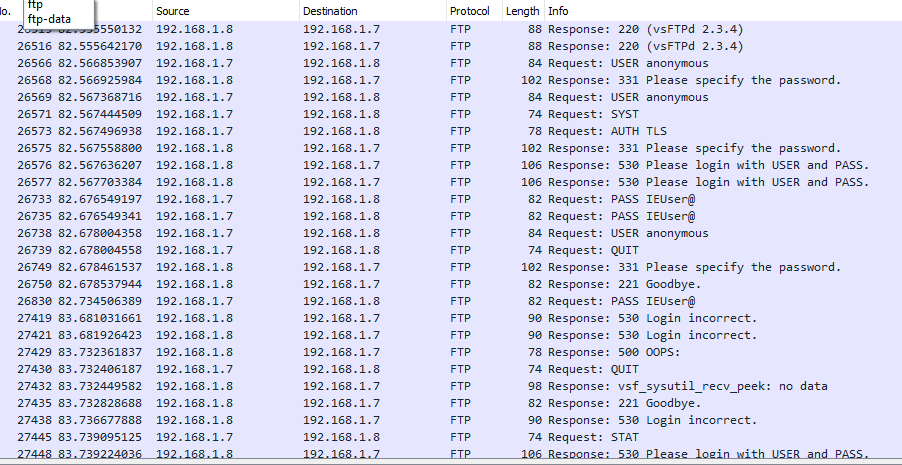 ftp
ftp-data
o. Source Destination Protocol Length Info
192.168.1.8 192.168.1.7 FTP 88 Response: 220 (vsFTPd 2.3.4)
26516 82.555642170 192.168.1.8 192.168.1.7 FTP 88 Response: 220 (vsFTPd 2.3.4)
26566 82.566853907 192.168.1.7 192.168.1.8 FTP 84 Request: USER anonymous
26568 82.566925984 192.168.1.8 192.168.1.7 FTP 102 Response: 331 Please specify the password.
26569 82.567368716 192.168.1.7 192.168.1.8 FTP 84 Request: USER anonymous
26571 82.567444509 192.168.1.7 192.168.1.8 FTP 74 Request: SYST
26573 82.567496938 192.168.1.7 192.168.1.8 FTP 78 Request: AUTH TLS
26575 82.567558800 192.168.1.8 192.168.1.7 FTP 102 Response: 331 Please specify the password.
26576 82.567636207 192.168.1.8 192.168.1.7 FTP 106 Response: 530 Please login with USER and PASS.
26577 82.567703384 192.168.1.8 192.168.1.7 FTP 106 Response: 530 Please login with USER and PASS.
26733 82.676549197 192.168.1.7 192.168.1.8 FTP 82 Request: PASS IEUser@
26735 82.676549341 192.168.1.7 192.168.1.8 FTP 82 Request: PASS IEUser@
26738 82.678004358 192.168.1.7 192.168.1.8 FTP 84 Request: USER anonymous
26740 82.678004558 192.168.1.7 192.168.1.8 FTP 74 Request: QUIT
26749 82.678461537 192.168.1.8 192.168.1.7 FTP 102 Response: 331 Please specify the password.
26750 82.678537944 192.168.1.8 192.168.1.7 FTP 82 Response: 221 Goodbye.
26830 82.734506389 192.168.1.7 192.168.1.8 FTP 82 Request: PASS IEUser@
27419 83.681031661 192.168.1.8 192.168.1.7 FTP 90 Response: 530 Login incorrect.
27421 83.681926423 192.168.1.8 192.168.1.7 FTP 90 Response: 530 Login incorrect.
27429 83.732361837 192.168.1.8 192.168.1.7 FTP 78 Response: 500 OOPS:
27430 83.732406187 192.168.1.7 192.168.1.8 FTP 74 Request: QUIT
27432 83.732449582 192.168.1.8 192.168.1.7 FTP 98 Response: vsf_sysutil_recv_peek: no data
27435 83.732828688 192.168.1.8 192.168.1.7 FTP 82 Response: 221 Goodbye.
27438 83.736677888 192.168.1.8 192.168.1.7 FTP 90 Response: 530 Login incorrect.
27445 83.739095125 192.168.1.7 192.168.1.8 FTP 74 Request: STAT
27448 83.739224036 192.168.1.8 192.168.1.7 FTP 106 Response: 530 Please login with USER and PASS.